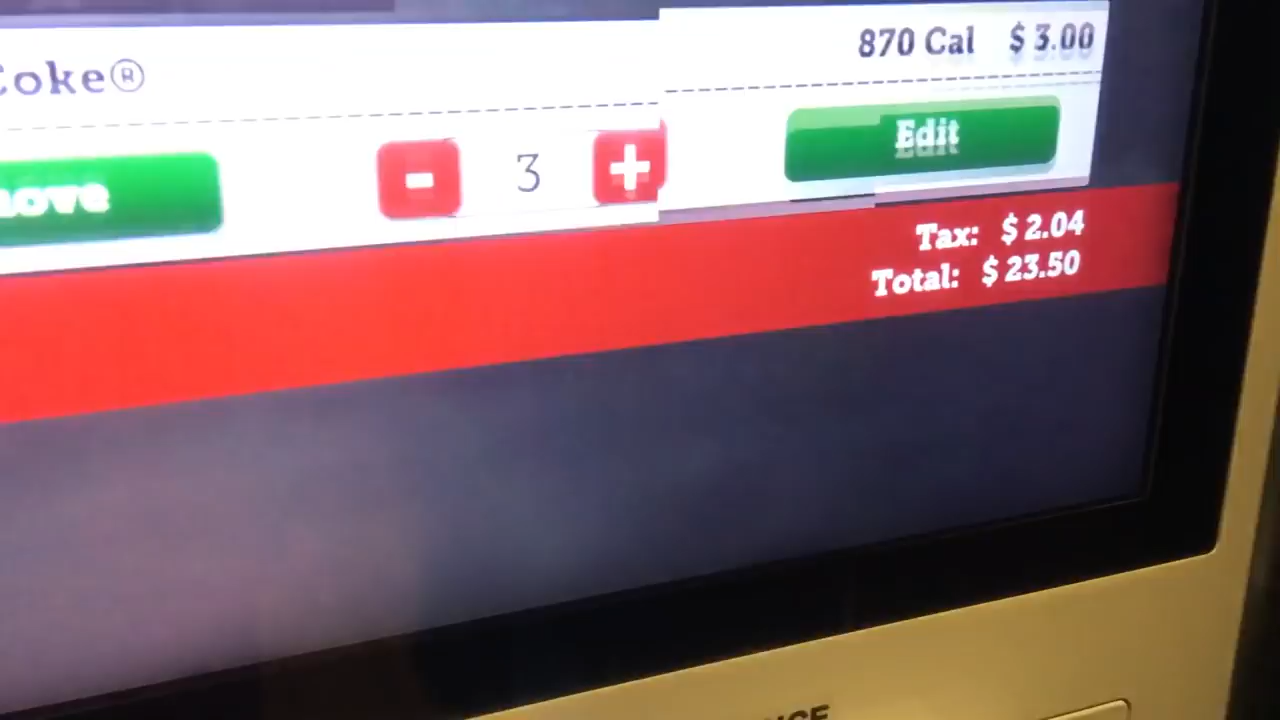 Coke® 870 Cal $ 3.00
- 3 + Edit
Tax: $ 2.04
Total: $ 23.50